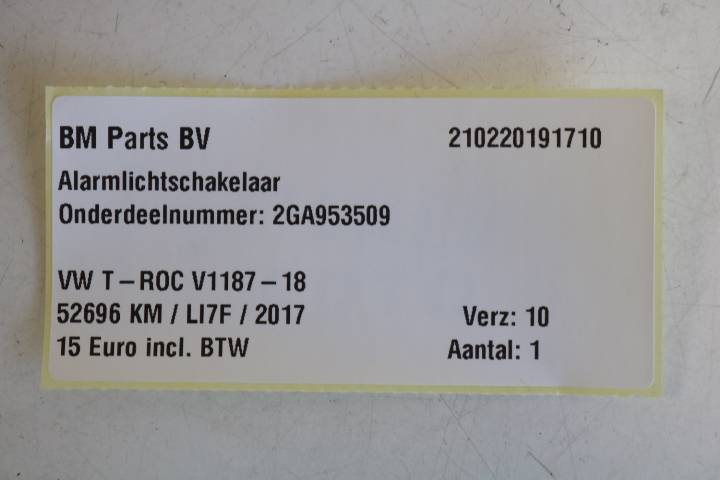 BM Parts BV 210220191710
Alarmlichtschakelaar
Onderdeelnummer: 2GA953509
VW T-ROC V1187-18
52696 KM / LI7F / 2017 Verz: 10
15 Euro incl. BTW Aantal: 1